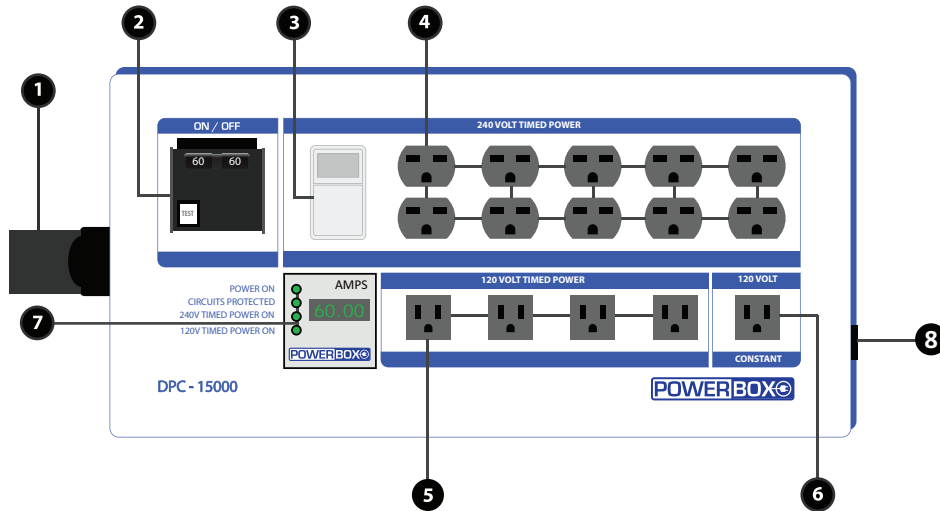 2
3
4
1
ON / OFF
240 VOLT TIMED POWER
60 60
TEST
POWER ON
CIRCUITS PROTECTED
240V TIMED POWER ON
120V TIMED POWER ON
AMPS
60.00
POWERBOX
120 VOLT TIMED POWER
120 VOLT
CONSTANT
7
8
DPC - 15000
POWERBOX
5
6